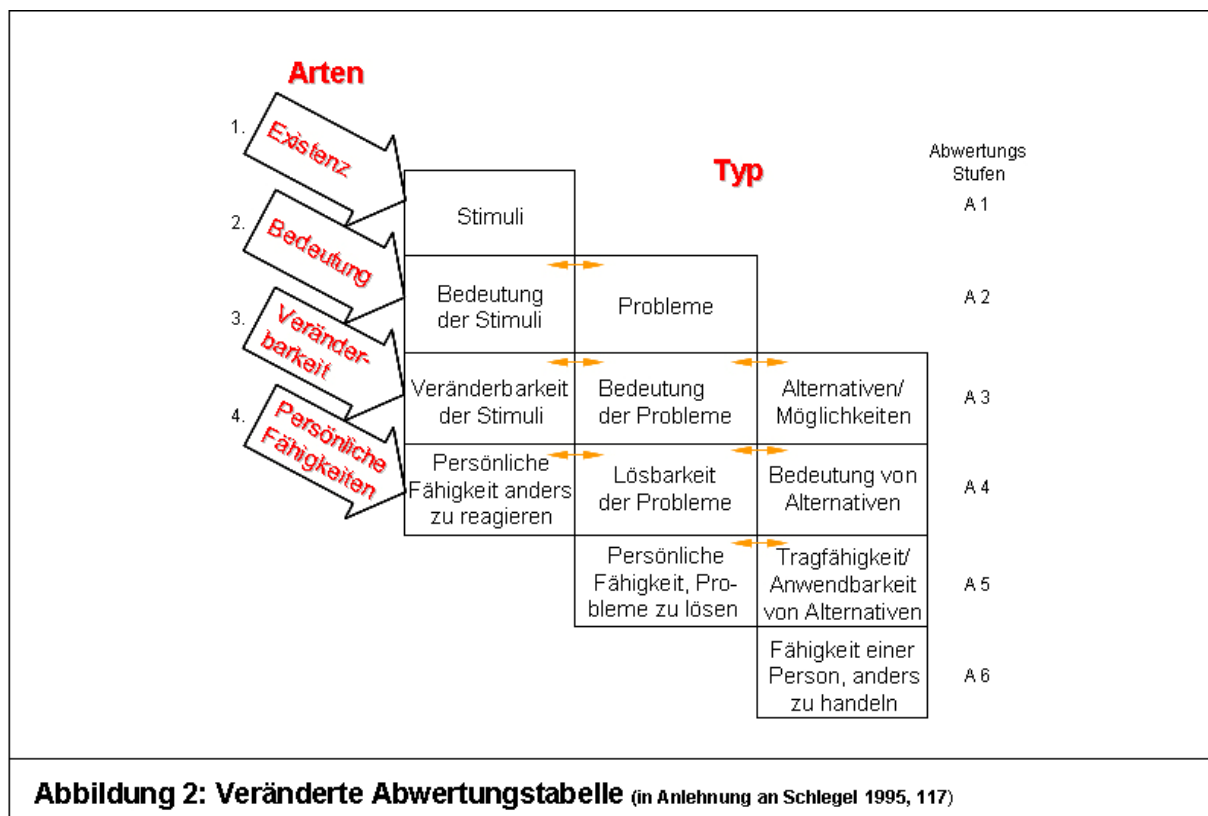 Arten
1. Existenz
2. Bedeutung
3. Veränder-
barkeit
4. Persönliche
Fähigkeiten
Typ
Abwertungs
Stufen
Stimuli
A 1
Bedeutung
der Stimuli
Probleme
A 2
Veränderbarkeit
der Stimuli
Bedeutung
der Probleme
Alternativen/
Möglichkeiten
A 3
Persönliche
Fähigkeit anders
zu reagieren
Lösbarkeit
der Probleme
Bedeutung von
Alternativen
A 4
Persönliche
Fähigkeit, Pro-
bleme zu lösen
Tragfähigkeit/
Anwendbarkeit
von Alternativen
A 5
Fähigkeit einer
Person, anders
zu handeln
A 6
Abbildung 2: Veränderte Abwertungstabelle (in Anlehnung an Schlegel 1995, 117)